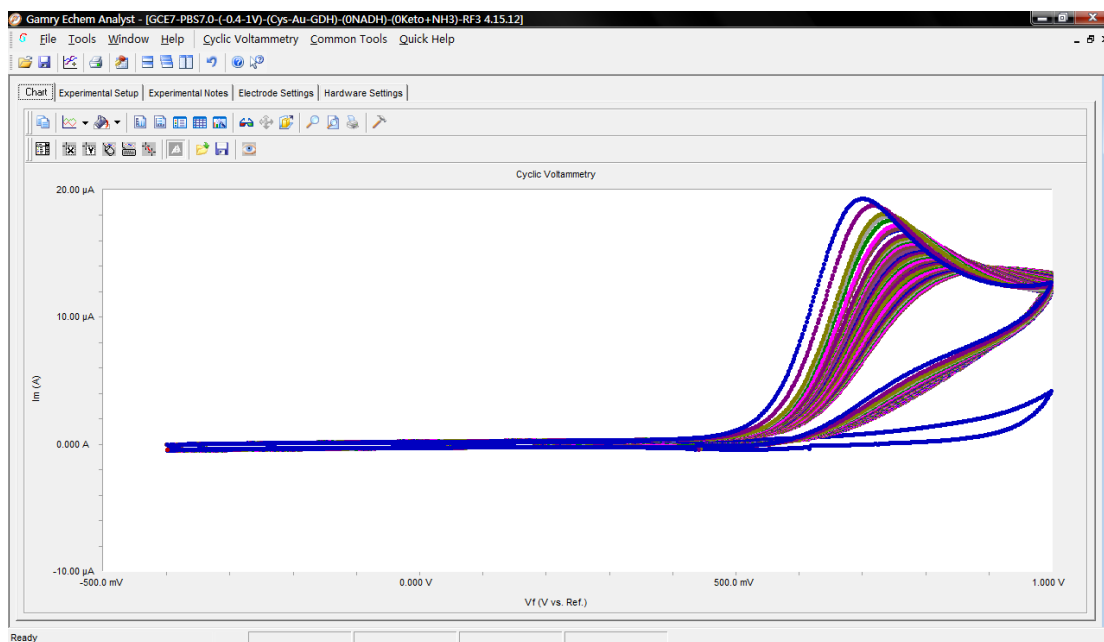 Gamry Echem Analyst - [GCE7-PBS7.0-(-0.4-1V)-(Cys-Au-GDH)-(0NADH)-(0Keto+NH3)-RF3 4.15.12]
File Tools Window Help Cyclic Voltammetry Common Tools Quick Help
Chart Experimental Setup Experimental Notes Electrode Settings Hardware Settings
Cyclic Voltammetry
20.00 µA
10.00 µA
Im (A)
0.000 A
-10.00 µA
-500.0 mV 0.000 V 500.0 mV 1.000 V
Vf (V vs. Ref.)
Ready